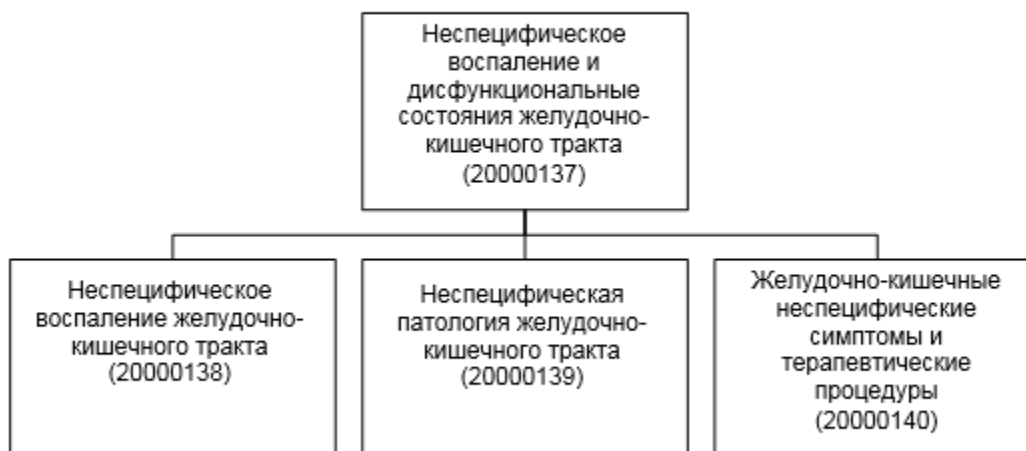 Неспецифическое
воспаление и
дисфункциональные
состояния желудочно-
кишечного тракта
(20000137)
Неспецифическое
воспаление желудочно-
кишечного тракта
(20000138)
Неспецифическая
патология желудочно-
кишечного тракта
(20000139)
Желудочно-кишечные
неспецифические
симптомы и
терапевтические
процедуры
(20000140)